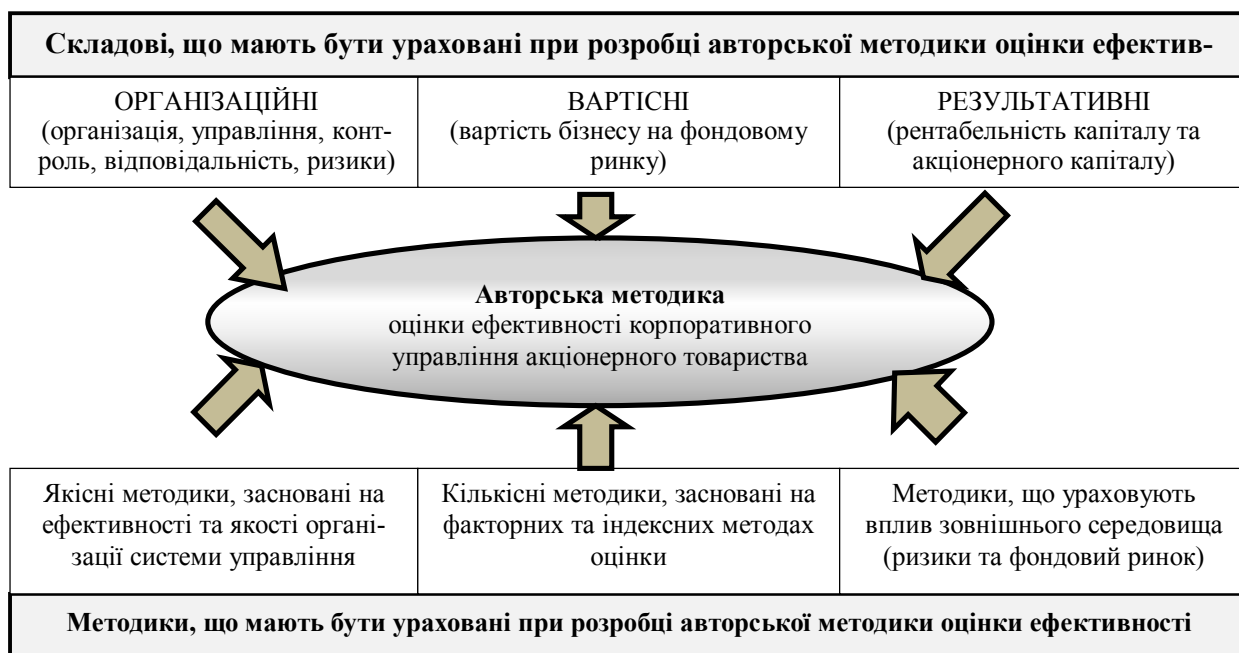 Складові, що мають бути ураховані при розробці авторської методики оцінки ефектив-
ОРГАНІЗАЦІЙНІ
(організація, управління, конт-
роль, відповідальність, ризики)
ВАРТІСНІ
(вартість бізнесу на фондовому
ринку)
РЕЗУЛЬТАТИВНІ
(рентабельність капіталу та
акціонерного капіталу)
Авторська методика
оцінки ефективності корпоративного
управління акціонерного товариства
Якісні методики, засновані на
ефективності та якості органі-
зації системи управління
Кількісні методики, засновані на
факторних та індексних методах
оцінки
Методики, що ураховують
вплив зовнішнього середовища
(ризики та фондовий ринок)
Методики, що мають бути ураховані при розробці авторської методики оцінки ефективності